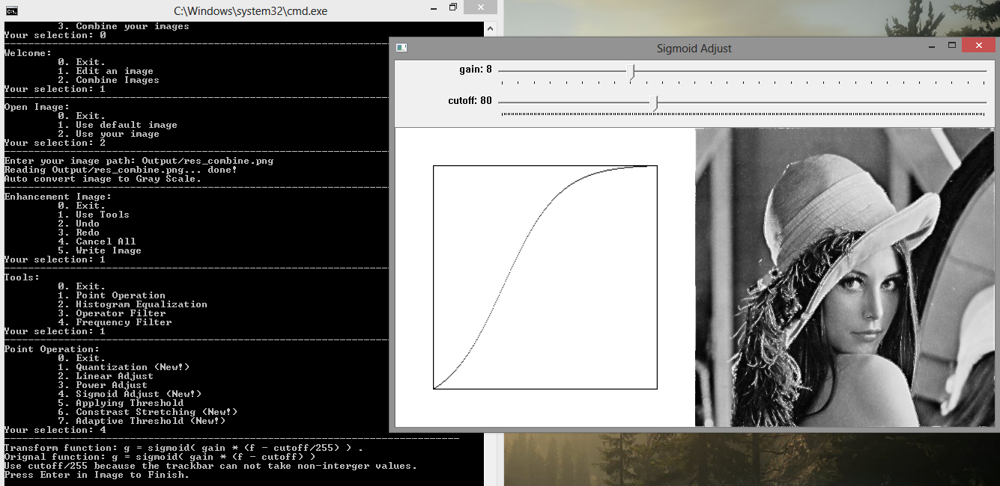 C:\Windows\system32\cmd.exe
3. Combine your images
Your selection: 0
Welcome:
0. Exit.
1. Edit an image
2. Combine Images
Your selection: 1
Open Image:
0. Exit.
1. Use default image
2. Use your image
Your selection: 2
Enter your image path: Output/res_combine.png
Reading Output/res_combine.png... done!
Auto convert image to Gray Scale.
Enhancement Image:
0. Exit.
1. Use Tools
2. Undo
3. Redo
4. Cancel All
5. Write Image
Your selection: 1
Tools:
0. Exit.
1. Point Operation
2. Histogram Equalization
3. Operator Filter
4. Frequency Filter
Your selection: 1
Point Operation:
0. Exit.
1. Quantization (New!)
2. Linear Adjust
3. Power Adjust
4. Sigmoid Adjust (New!)
5. Applying Threshold
6. Constrast Stretching (New!)
7. Adaptive Threshold (New!)
Your selection: 4
Transform function: g = sigmoid( gain * (f - cutoff/255) ) .
Orignal function: g = sigmoid( gain * (f - cutoff) )
Use cutoff/255 because the trackbar can not take non-interger values.
Press Enter in Image to Finish.
Sigmoid Adjust
gain: 8
cutoff: 80